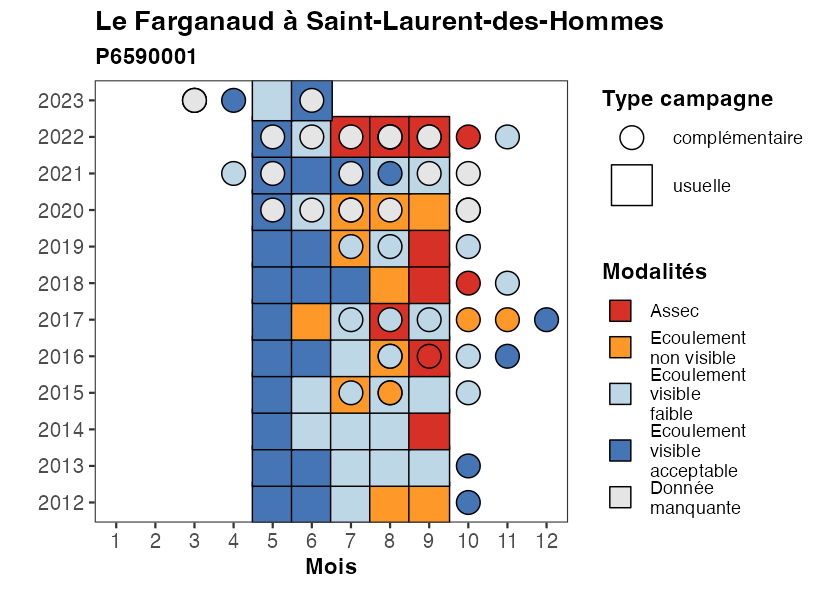 Le Farganaud à Saint-Laurent-des-Hommes
P6590001
2023
2022
2021
2020
2019
2018
2017
2016
2015
2014
2013
2012
1 2 3 4 5 6 7 8 9 10 11 12
Mois
Type campagne
complémentaire
usuelle
Modalités
Assec
Ecoulement
non visible
Ecoulement
visible
faible
Ecoulement
visible
acceptable
Donnée
manquante